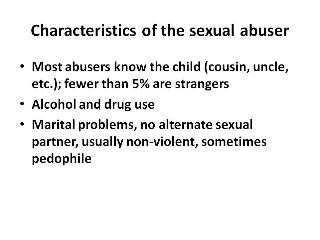 Characteristics of the sexual abuser
• Most abusers know the child (cousin, uncle,
etc.); fewer than 5% are strangers
• Alcohol and drug use
• Marital problems, no alternate sexual
partner, usually non-violent, sometimes
pedophile